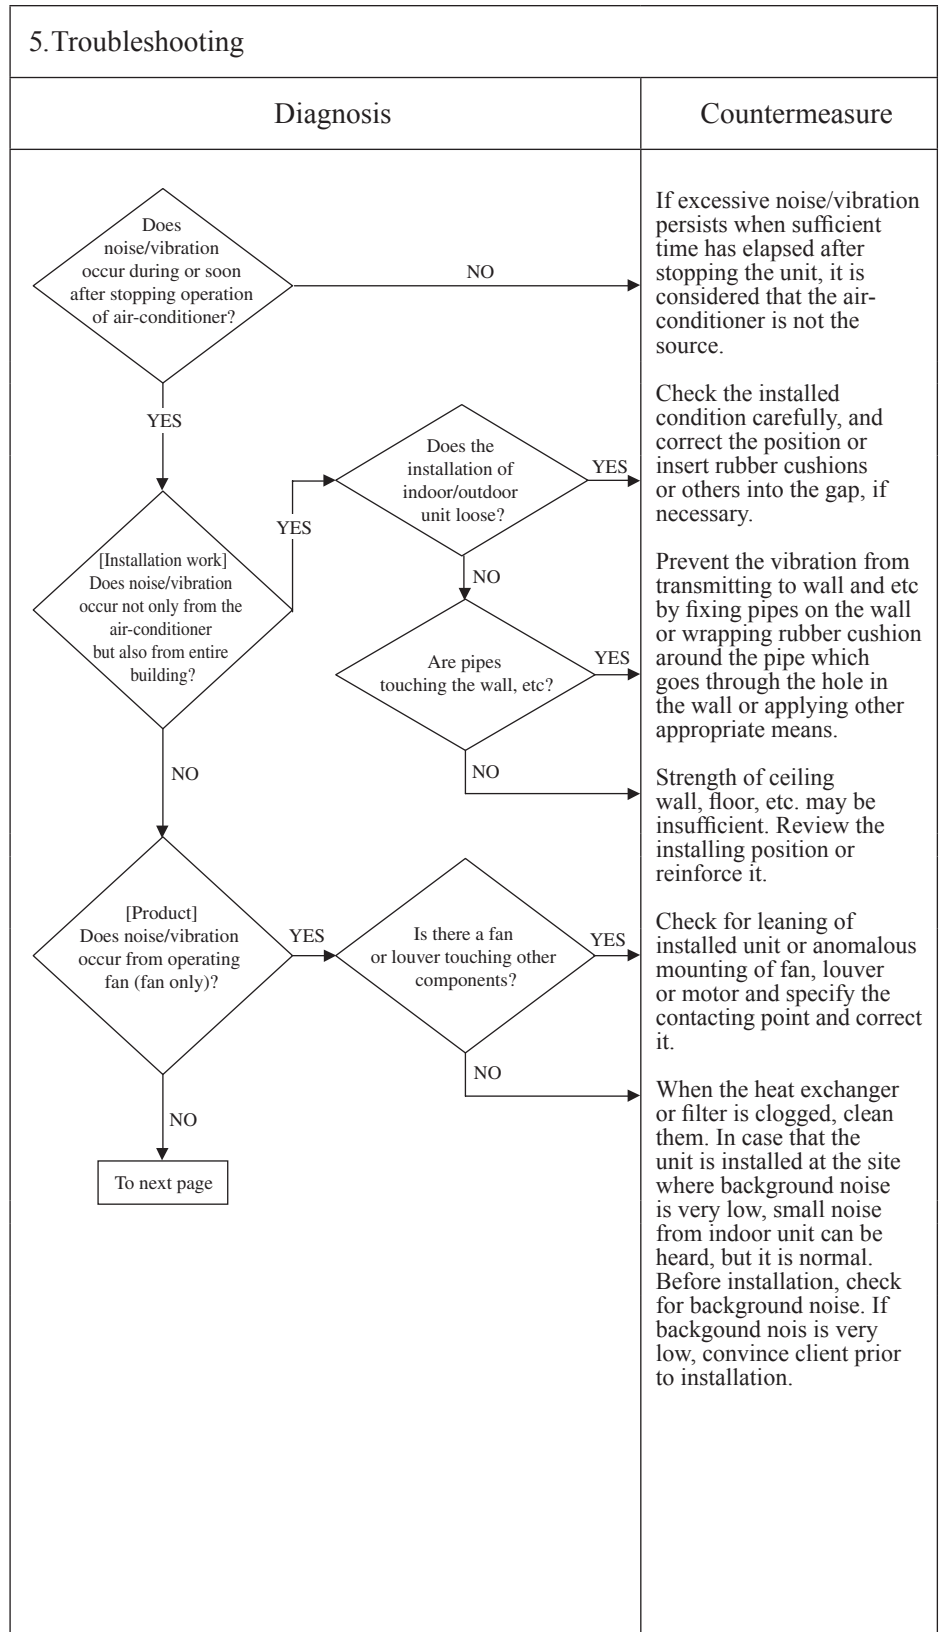 5.Troubleshooting
Diagnosis
Countermeasure
Does
noise/vibration
occur during or soon
after stopping operation
of air-conditioner?
NO
If excessive noise/vibration
persists when sufficient
time has elapsed after
stopping the unit, it is
considered that the air-
conditioner is not the
source.
YES
[Installation work]
Does noise/vibration
occur not only from the
air-conditioner
but also from entire
building?
YES
Does the
installation of
indoor/outdoor
unit loose?
YES
Check the installed
condition carefully, and
correct the position or
insert rubber cushions
or others into the gap, if
necessary.
NO
Are pipes
touching the wall, etc?
YES
Prevent the vibration from
transmitting to wall and etc
by fixing pipes on the wall
or wrapping rubber cushion
around the pipe which
goes through the hole in
the wall or applying other
appropriate means.
NO
Strength of ceiling
wall, floor, etc. may be
insufficient. Review the
installing position or
reinforce it.
NO
[Product]
Does noise/vibration
occur from operating
fan (fan only)?
YES
Is there a fan
or louver touching other
components?
YES
Check for leaning of
installed unit or anomalous
mounting of fan, louver
or motor and specify the
contacting point and correct
it.
NO
When the heat exchanger
or filter is clogged, clean
them. In case that the
unit is installed at the site
where background noise
is very low, small noise
from indoor unit can be
heard, but it is normal.
Before installation, check
for background noise. If
backgound nois is very
low, convince client prior
to installation.
NO
To next page